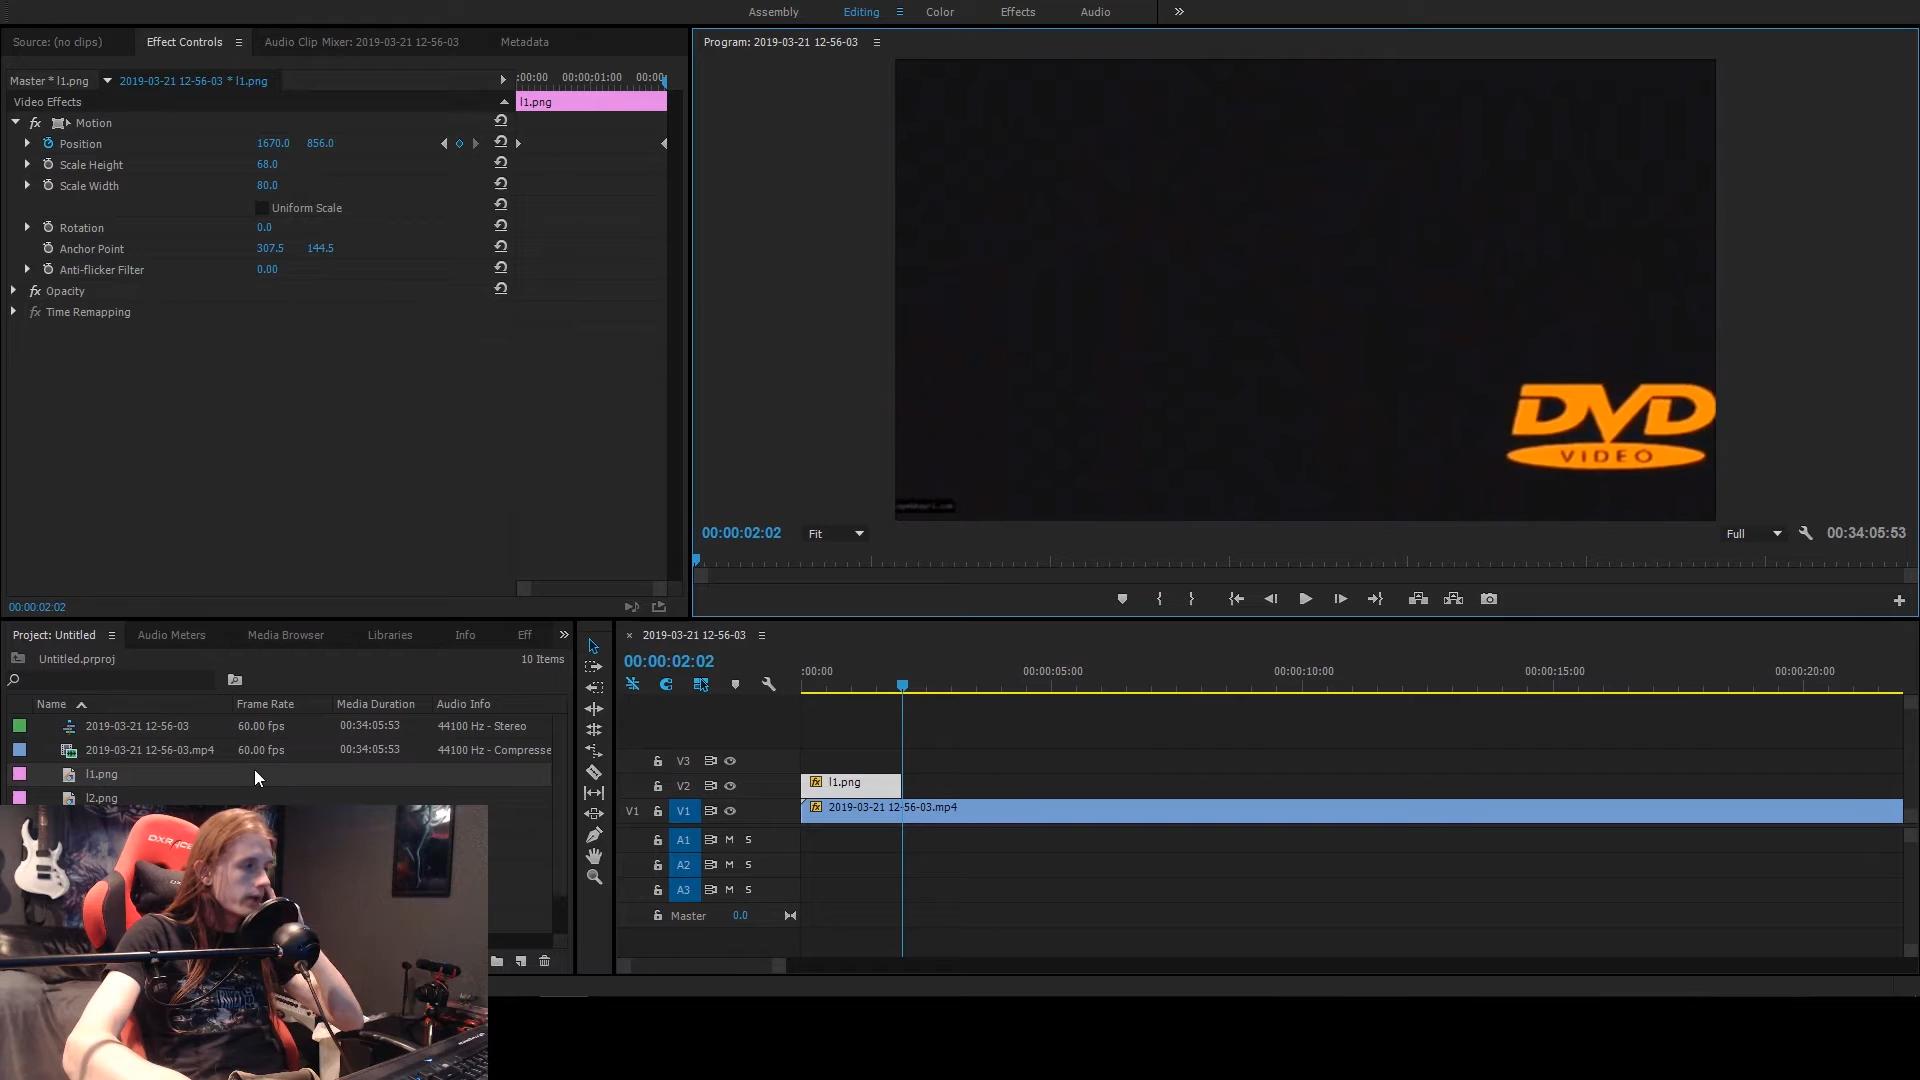 Assembly
Editing
Color
Effects
Audio
Source: (no clips)
Effect Controls
Audio Clip Mixer: 2019-03-21 12-56-03
Metadata
Program: 2019-03-21 12-56-03
Master * l1.png
2019-03-21 12-56-03 * l1.png
:00:00
00:00:01:00
00:00:
Video Effects
l1.png
fx Motion
Position 1670.0 856.0
Scale Height 68.0
Scale Width 80.0
Uniform Scale
Rotation 0.0
Anchor Point 307.5 144.5
Anti-flicker Filter 0.00
fx Opacity
fx Time Remapping
DVD
VIDEO
00:00:02:02
Fit
Full
00:34:05:53
00:00:02:02
Project: Untitled
Audio Meters
Media Browser
Libraries
Info
Eff
2019-03-21 12-56-03
Untitled.prproj
10 Items
00:00:02:02
:00:00
00:00:05:00
00:00:10:00
00:00:15:00
00:00:20:00
Name
Frame Rate
Media Duration
Audio Info
2019-03-21 12-56-03 60.00 fps 00:34:05:53 44100 Hz - Stereo
2019-03-21 12-56-03.mp4 60.00 fps 00:34:05:53 44100 Hz - Compresse
l1.png
l2.png
V3
V2
fx l1.png
V1 V1
fx 2019-03-21 12-56-03.mp4
A1 M S
A2 M S
A3 M S
Master 0.0
DXRACE